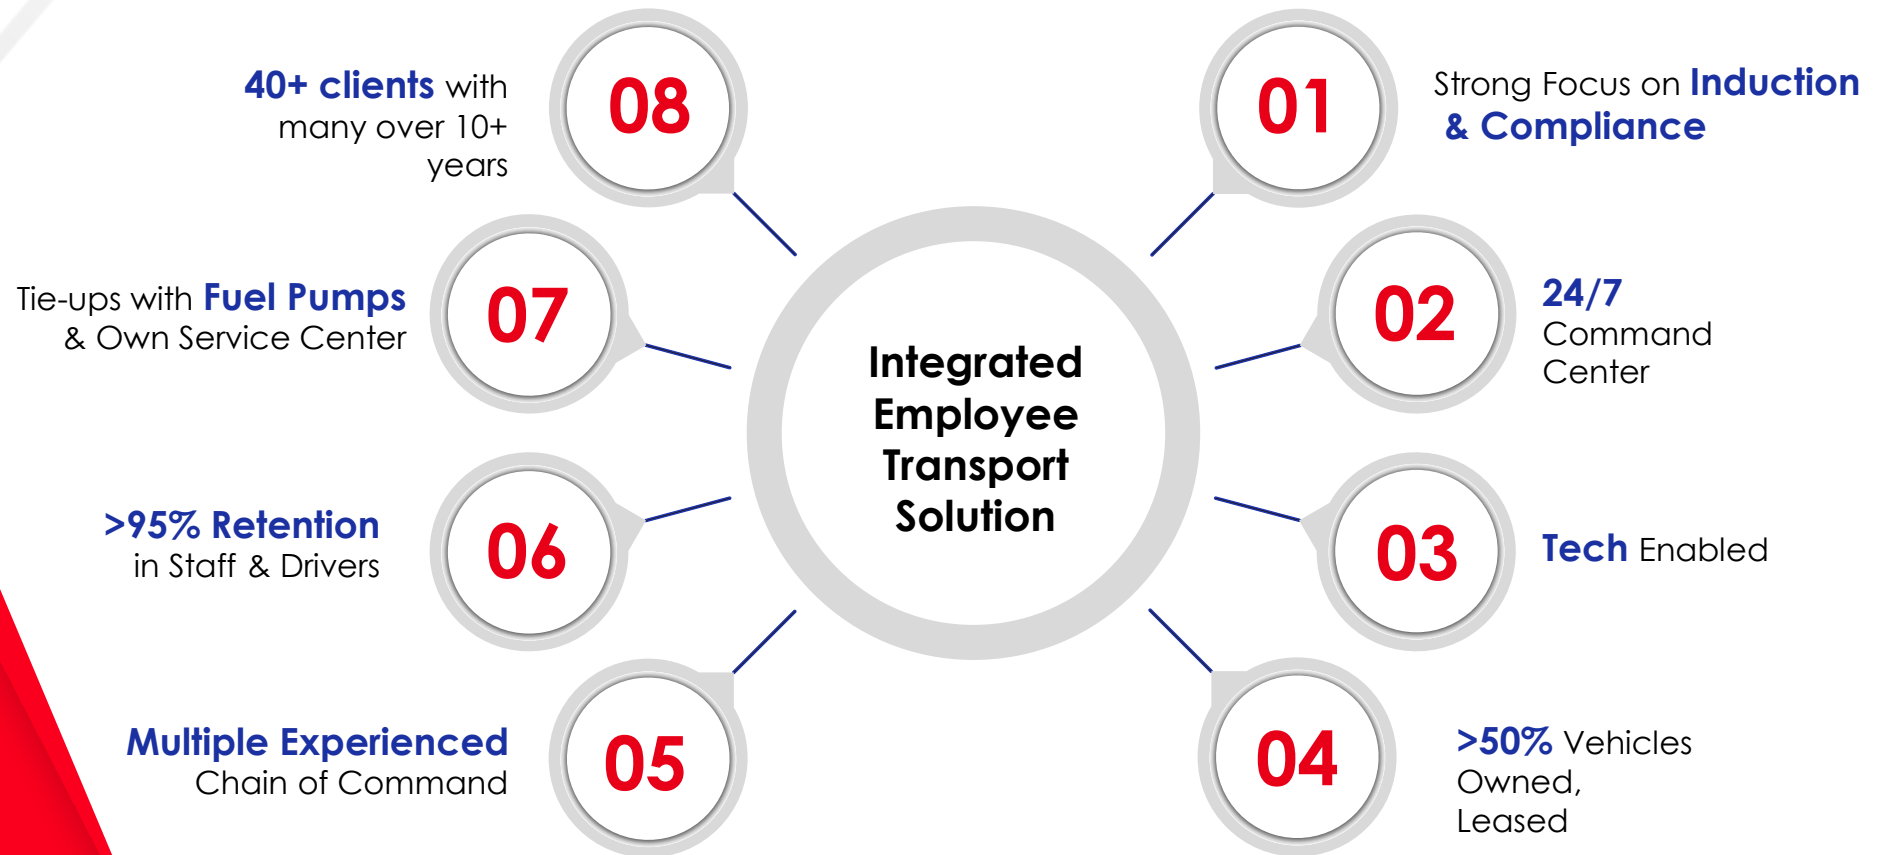 Integrated
Employee
Transport
Solution
01
Strong Focus on Induction
& Compliance
02
24/7
Command
Center
03
Tech Enabled
04
>50% Vehicles
Owned,
Leased
05
Multiple Experienced
Chain of Command
06
>95% Retention
in Staff & Drivers
07
Tie-ups with Fuel Pumps
& Own Service Center
08
40+ clients with
many over 10+
years